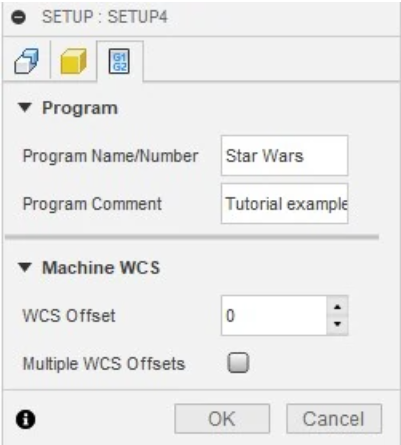 SETUP : SETUP4
G1
G2
Program
Program Name/Number Star Wars
Program Comment Tutorial example
Machine WCS
WCS Offset 0
Multiple WCS Offsets
OK Cancel